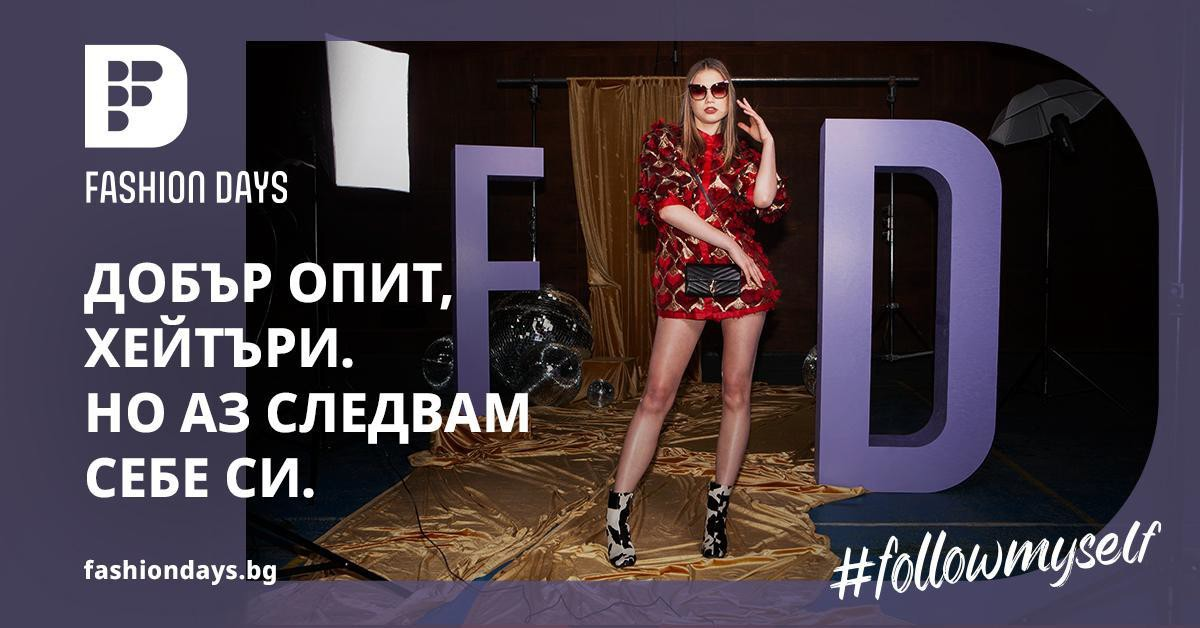 FASHION DAYS
ДОБЪР ОПИТ,
ХЕЙТЪРИ.
НО АЗ СЛЕДВАМ
СЕБЕ СИ.
fashiondays.bg
F D
#followmyself